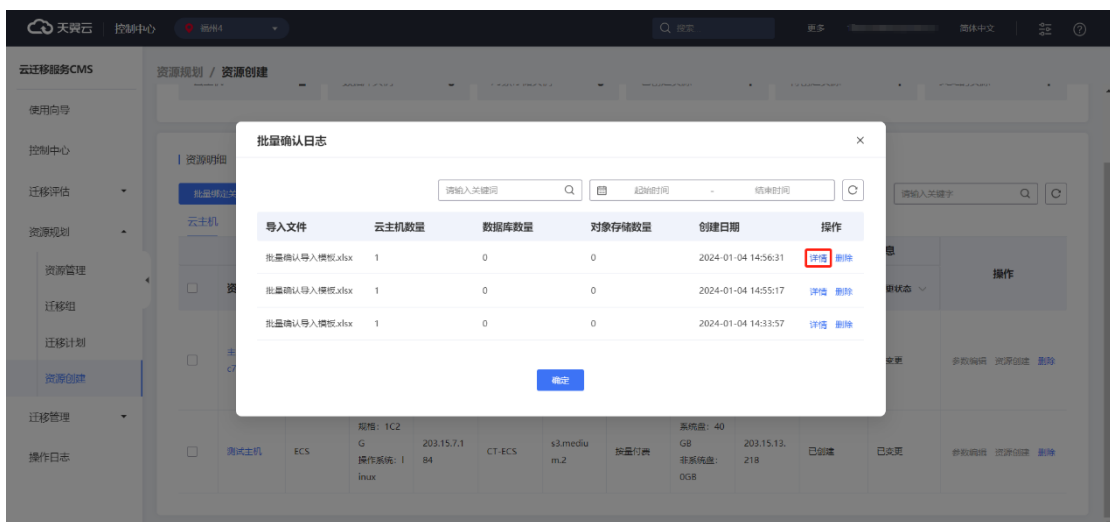 天翼云 控制中心 福州4 搜索 更多 简体中文
云迁移服务CMS
资源规划 / 资源创建
使用向导
控制中心
迁移评估
资源规划
资源管理
迁移组
迁移计划
资源创建
迁移管理
操作日志
资源明细
云主机
请输入关键字
批量确认日志
请输入关键词 起始时间 - 结束时间
导入文件 云主机数量 数据库数量 对象存储数量 创建日期 操作
批量确认导入模板.xlsx 1 0 0 2024-01-04 14:56:31 详情 删除
批量确认导入模板.xlsx 1 0 0 2024-01-04 14:55:17 详情 删除
批量确认导入模板.xlsx 1 0 0 2024-01-04 14:33:57 详情 删除
确定
操作
参数编辑 资源创建 删除
规格：1C2 系统盘：40
G 203.15.7.1 s3.mediu GB 203.15.13.
测试主机 ECS CT-ECS 按量付费 已创建 已变更 参数编辑 资源创建 删除
操作系统：l 84 m.2 非系统盘： 218
inux 0GB